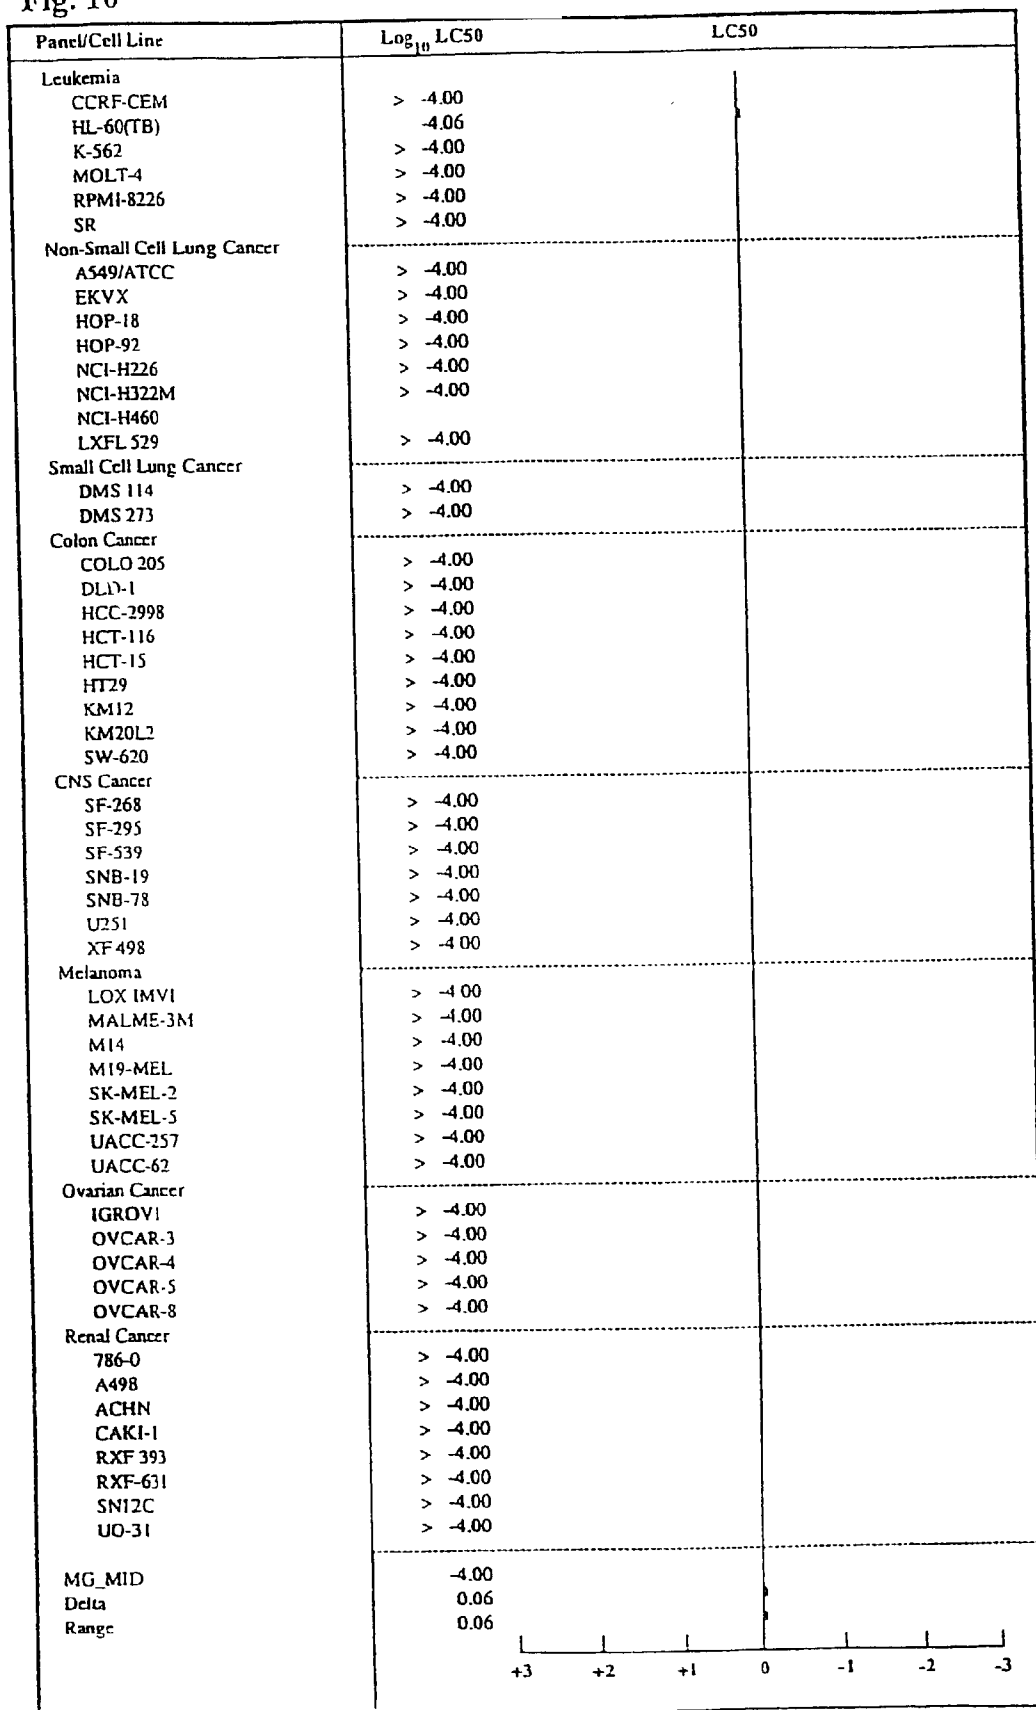 Fig. 10
Panel/Cell Line Log10 LC50 LC50
Leukemia
CCRF-CEM > -4.00
HL-60(TB) -4.06
K-562 > -4.00
MOLT-4 > -4.00
RPMI-8226 > -4.00
SR > -4.00
Non-Small Cell Lung Cancer
A549/ATCC > -4.00
EKVX > -4.00
HOP-18 > -4.00
HOP-92 > -4.00
NCI-H226 > -4.00
NCI-H322M > -4.00
NCI-H460
LXFL 529 > -4.00
Small Cell Lung Cancer
DMS 114 > -4.00
DMS 273 > -4.00
Colon Cancer
COLO 205 > -4.00
DLD-1 > -4.00
HCC-2998 > -4.00
HCT-116 > -4.00
HCT-15 > -4.00
HT29 > -4.00
KM12 > -4.00
KM20L2 > -4.00
SW-620 > -4.00
CNS Cancer
SF-268 > -4.00
SF-295 > -4.00
SF-539 > -4.00
SNB-19 > -4.00
SNB-78 > -4.00
U251 > -4.00
XF 498 > -4 00
Melanoma
LOX IMVI > -4 00
MALME-3M > -4.00
M14 > -4.00
M19-MEL > -4.00
SK-MEL-2 > -4.00
SK-MEL-5 > -4.00
UACC-257 > -4.00
UACC-62 > -4.00
Ovarian Cancer
IGROV1 > -4.00
OVCAR-3 > -4.00
OVCAR-4 > -4.00
OVCAR-5 > -4.00
OVCAR-8 > -4.00
Renal Cancer
786-0 > -4.00
A498 > -4.00
ACHN > -4.00
CAKI-1 > -4.00
RXF 393 > -4.00
RXF-631 > -4.00
SN12C > -4.00
UO-31 > -4.00
MG_MID -4.00
Delta 0.06
Range 0.06
+3 +2 +1 0 -1 -2 -3